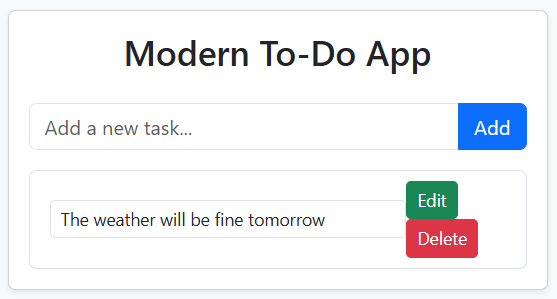 Modern To-Do App
Add a new task...
Add
The weather will be fine tomorrow
Edit
Delete